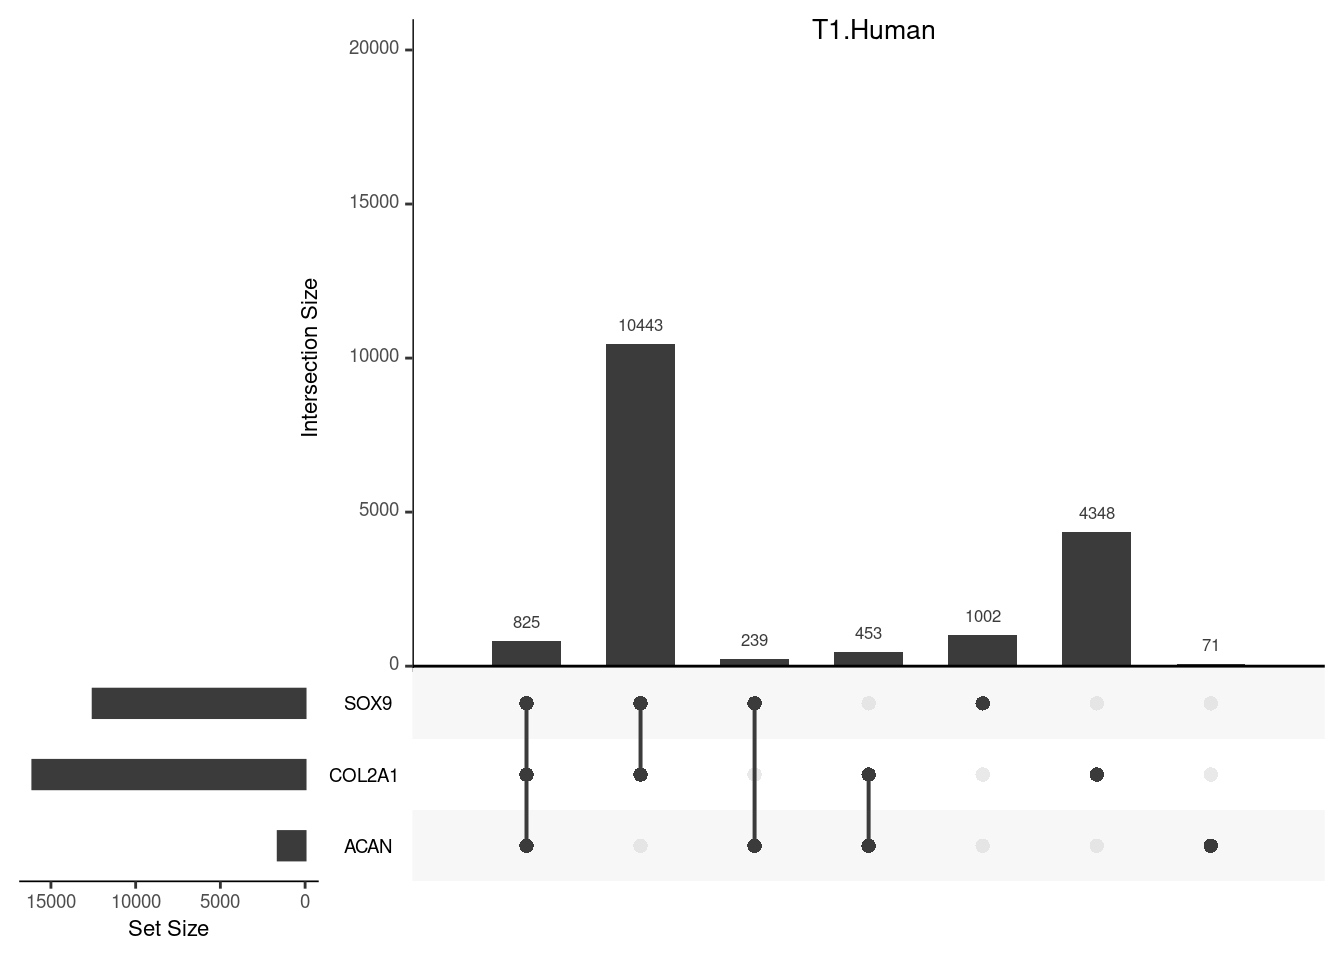 T1.Human
20000
15000
10000
5000
0
Intersection Size
10443
4348
825
239
453
1002
71
SOX9
COL2A1
ACAN
15000 10000 5000 0
Set Size